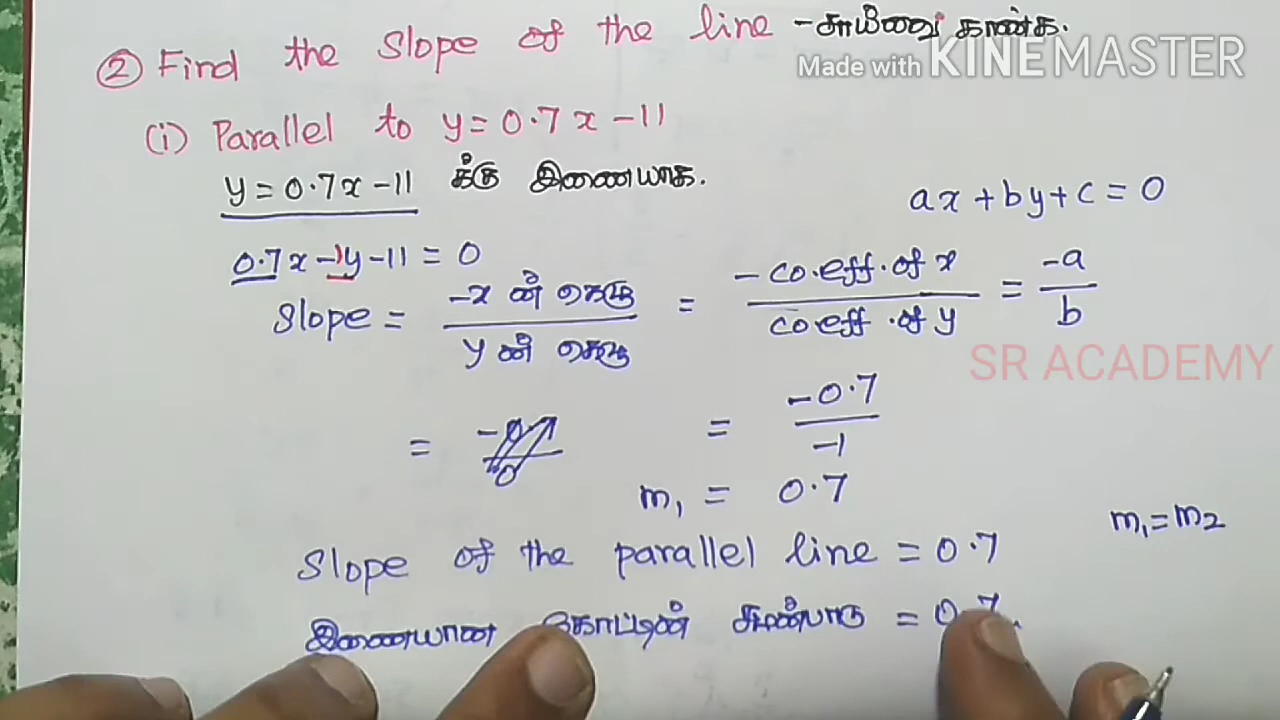 ② Find the Slope of the line - சாய்வு காண்க.
Made with KINEMASTER
(i) Parallel to y = 0.7x - 11
y = 0.7x - 11 க்கு இணையாக.
ax + by + c = 0
0.7x - 1y - 11 = 0
Slope = -x ன் கெழு / y ன் கெழு = - co.eff. of x / co eff. of y = -a / b
SR ACADEMY
= = -0.7 / -1
m₁ = 0.7
m₁ = m₂
Slope of the parallel line = 0.7
இணையான கோட்டின் சமன்பாடு = 0.7